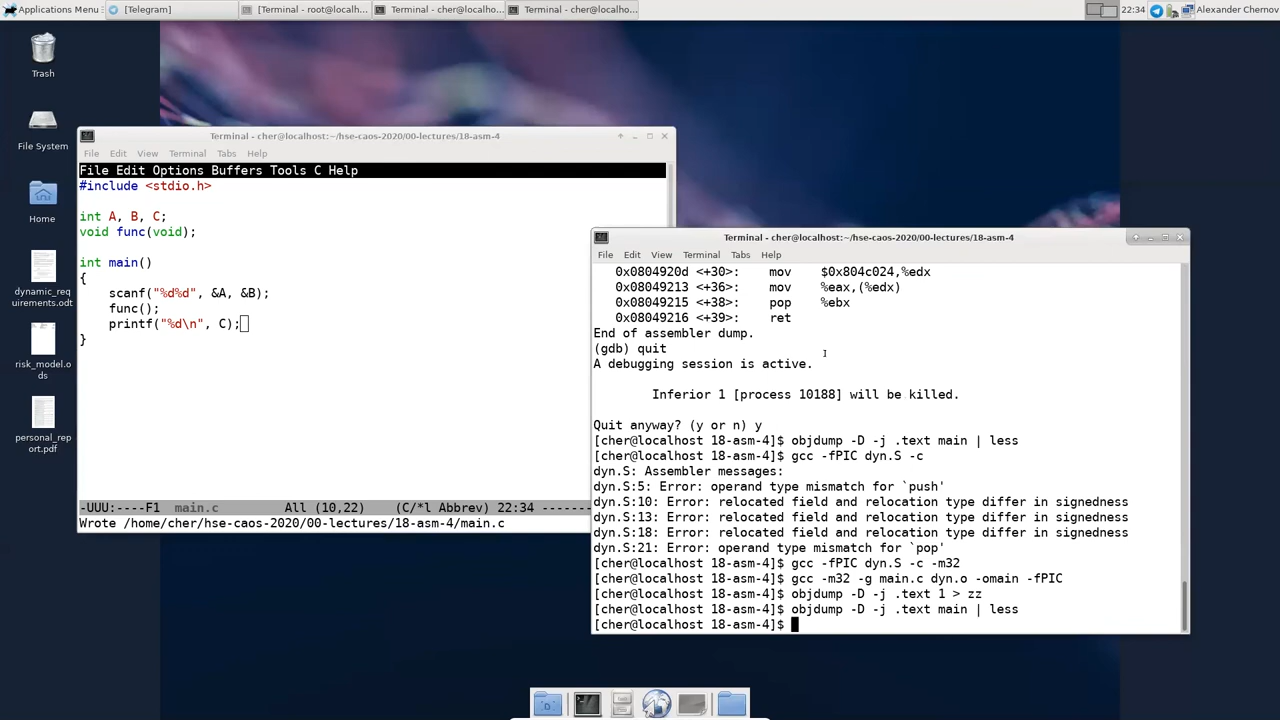 Applications Menu
[Telegram]
[Terminal - root@localh...
Terminal - cher@localho...
Terminal - cher@localho...
22:34
Alexander Chernov
Trash
File System
Home
dynamic_req
uirements.odt
risk_model.o
ds
personal_rep
ort.pdf
Terminal - cher@localhost:~/hse-caos-2020/00-lectures/18-asm-4
File Edit View Terminal Tabs Help
File Edit Options Buffers Tools C Help
#include <stdio.h>
int A, B, C;
void func(void);
int main()
{
    scanf("%d%d", &A, &B);
    func();
    printf("%d\n", C);
}
-UUU:----F1  main.c        All (10,22)    (C/*l Abbrev) 22:34 -------
Wrote /home/cher/hse-caos-2020/00-lectures/18-asm-4/main.c
Terminal - cher@localhost:~/hse-caos-2020/00-lectures/18-asm-4
File Edit View Terminal Tabs Help
   0x0804920d <+30>:    mov    $0x804c024,%edx
   0x08049213 <+36>:    mov    %eax,(%edx)
   0x08049215 <+38>:    pop    %ebx
   0x08049216 <+39>:    ret
End of assembler dump.
(gdb) quit
A debugging session is active.
        Inferior 1 [process 10188] will be killed.
Quit anyway? (y or n) y
[cher@localhost 18-asm-4]$ objdump -D -j .text main | less
[cher@localhost 18-asm-4]$ gcc -fPIC dyn.S -c
dyn.S: Assembler messages:
dyn.S:5: Error: operand type mismatch for `push'
dyn.S:10: Error: relocated field and relocation type differ in signedness
dyn.S:13: Error: relocated field and relocation type differ in signedness
dyn.S:18: Error: relocated field and relocation type differ in signedness
dyn.S:21: Error: operand type mismatch for `pop'
[cher@localhost 18-asm-4]$ gcc -fPIC dyn.S -c -m32
[cher@localhost 18-asm-4]$ gcc -m32 -g main.c dyn.o -omain -fPIC
[cher@localhost 18-asm-4]$ objdump -D -j .text 1 > zz
[cher@localhost 18-asm-4]$ objdump -D -j .text main | less
[cher@localhost 18-asm-4]$